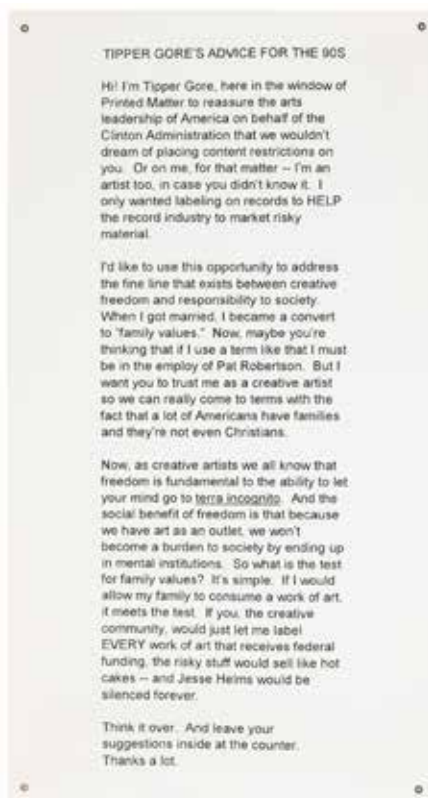 TIPPER GORE'S ADVICE FOR THE 90S
Hi! I'm Tipper Gore, here in the window of
Printed Matter to reassure the arts
leadership of America on behalf of the
Clinton Administration that we wouldn't
dream of placing content restrictions on
you. Or on me, for that matter -- I'm an
artist too, in case you didn't know it. I
only wanted labeling on records to HELP
the record industry to market risky
material.
I'd like to use this opportunity to address
the fine line that exists between creative
freedom and responsibility to society.
When I got married, I became a convert
to "family values." Now, maybe you're
thinking that if I use a term like that I must
be in the employ of Pat Robertson. But I
want you to trust me as a creative artist
so we can really come to terms with the
fact that a lot of Americans have families
and they're not even Christians.
Now, as creative artists we all know that
freedom is fundamental to the ability to let
your mind go to terra incognito. And the
social benefit of freedom is that because
we have art as an outlet, we won't
become a burden to society by ending up
in mental institutions. So what is the test
for family values? It's simple. If I would
allow my family to consume a work of art,
it meets the test. If you, the creative
community, would just let me label
EVERY work of art that receives federal
funding, the risky stuff would sell like hot
cakes -- and Jesse Helms would be
silenced forever.
Think it over. And leave your
suggestions inside at the counter.
Thanks a lot.